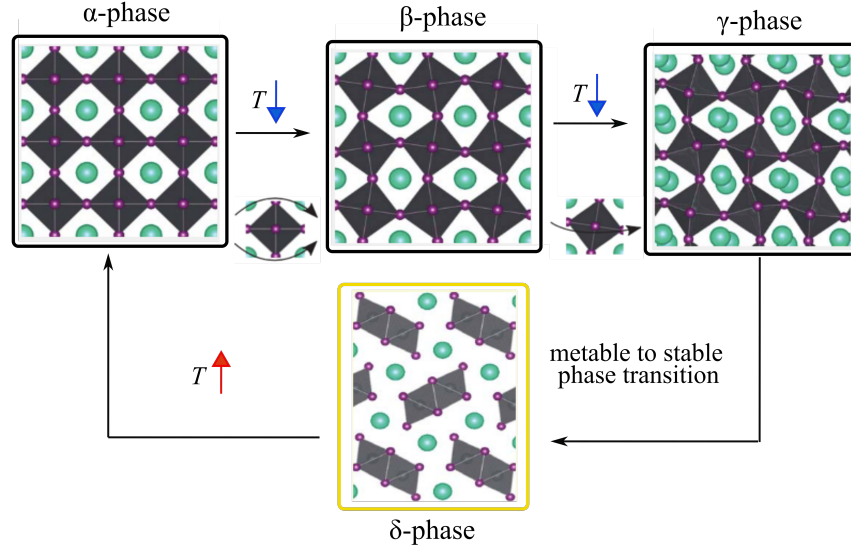 α-phase
β-phase
γ-phase
T
T
metable to stable
phase transition
T
δ-phase